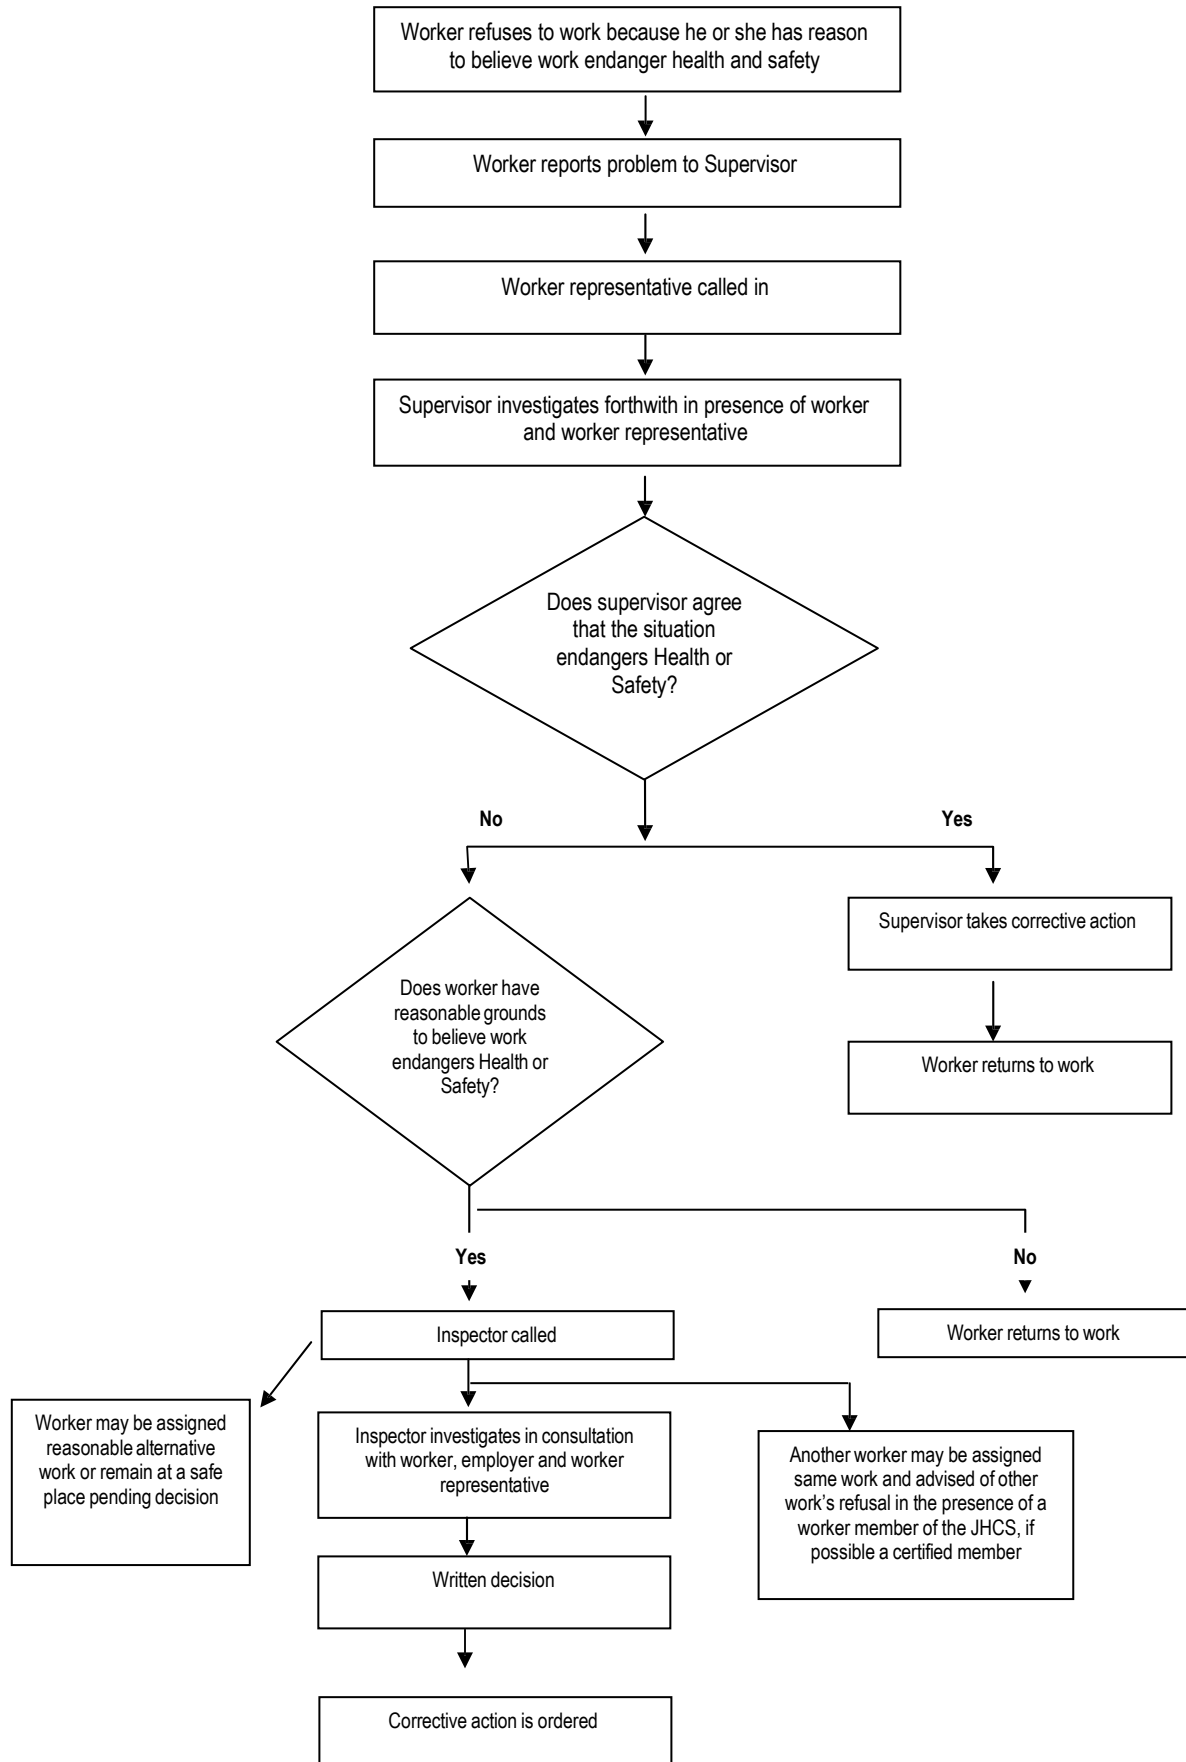 Worker refuses to work because he or she has reason
to believe work endanger health and safety
Worker reports problem to Supervisor
Worker representative called in
Supervisor investigates forthwith in presence of worker
and worker representative
Does supervisor agree
that the situation
endangers Health or
Safety?
No
Yes
Supervisor takes corrective action
Does worker have
reasonable grounds
to believe work
endangers Health or
Safety?
Worker returns to work
Yes
No
Inspector called
Worker returns to work
Worker may be assigned
reasonable alternative
work or remain at a safe
place pending decision
Inspector investigates in consultation
with worker, employer and worker
representative
Another worker may be assigned
same work and advised of other
work's refusal in the presence of a
worker member of the JHCS, if
possible a certified member
Written decision
Corrective action is ordered